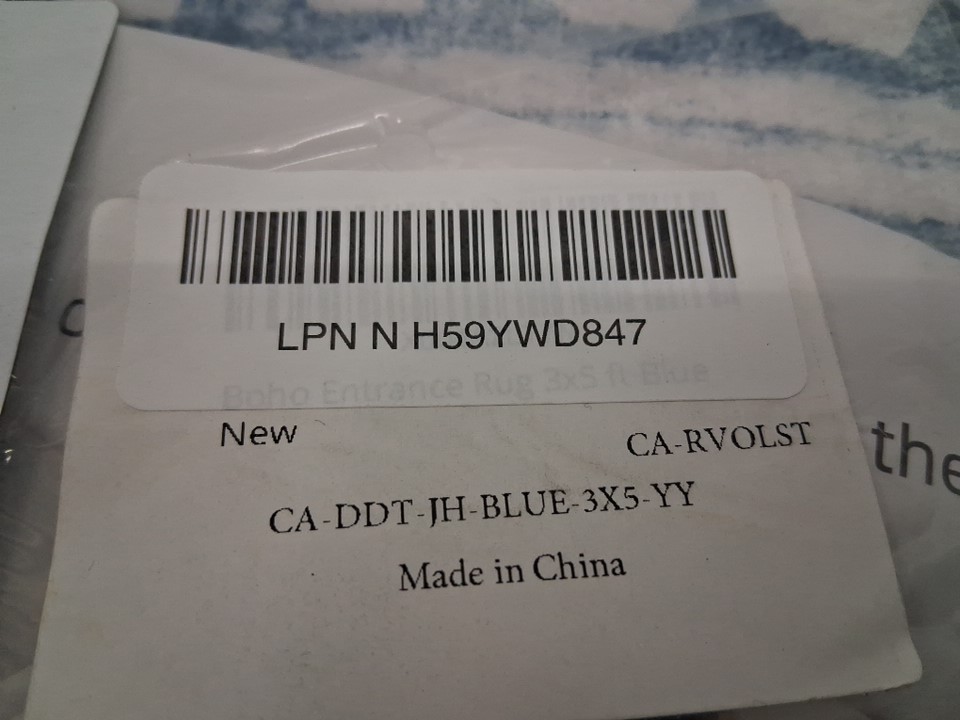 LPN N H59YWD847
Boho Entrance Rug 3x5 ft Blue
New
CA-RVOLST
CA-DDT-JH-BLUE-3X5-YY
Made in China
the